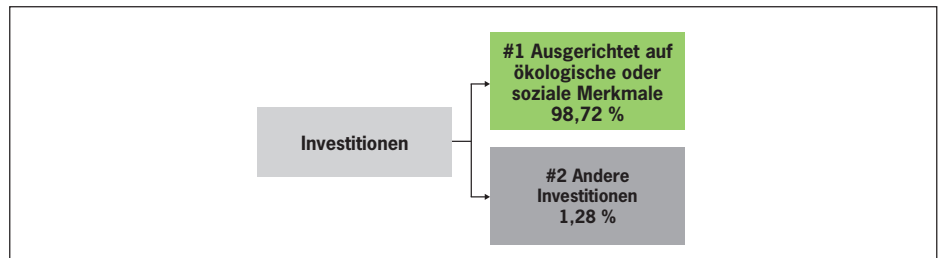 #1 Ausgerichtet auf
ökologische oder
soziale Merkmale
98,72 %
Investitionen
#2 Andere
Investitionen
1,28 %